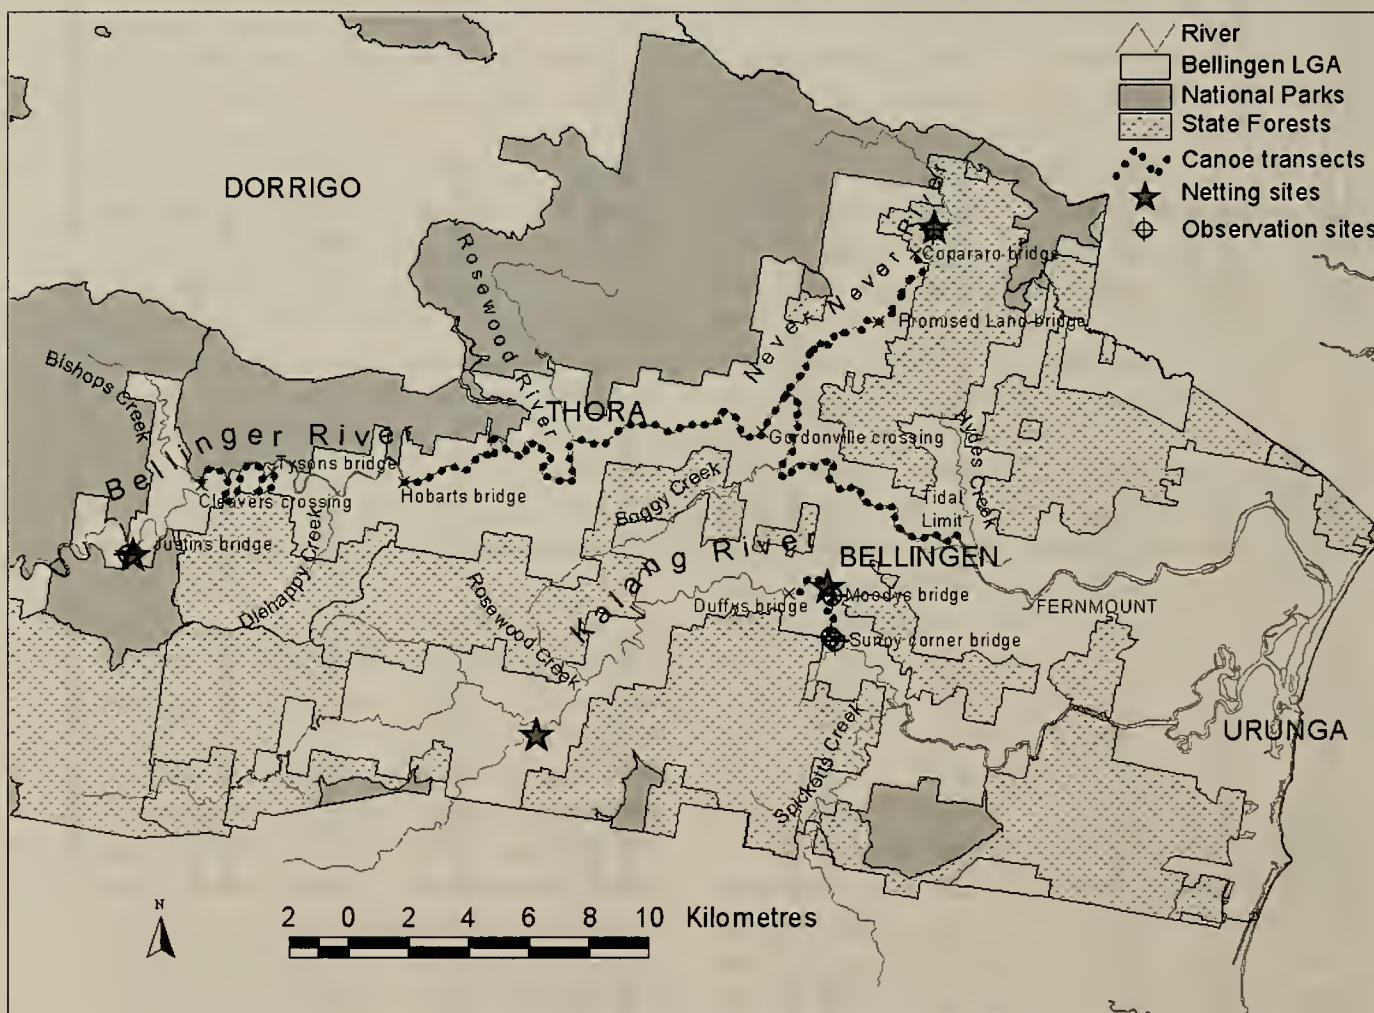 River
Bellingen LGA
National Parks
State Forests
Canoe transects
Netting sites
Observation sites
DORRIGO
Never Never River
Copararo bridge
Rosewood River
Promised Land bridge
Bishops Creek
THORA
Bellinger River
Gordonville crossing
Hydes Creek
Tysons bridge
Cleavers crossing
Hobarts bridge
Boggy Creek
Tidal
Limit
Justins bridge
Kalang River
BELLINGEN
Diehappy Creek
Rosewood Creek
Duffys bridge
Moodys bridge
FERNMOUNT
Sunny corner bridge
Spicketts Creek
URUNGA
N
2 0 2 4 6 8 10 Kilometres